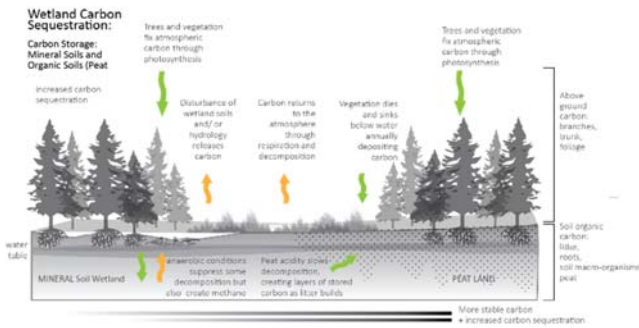 Wetland Carbon
Sequestration:
Carbon Storage:
Mineral Soils and
Organic Soils (Peat
increased carbon
sequestration
Trees and vegetation
fix atmospheric
carbon through
photosynthesis
Disturbance of
wetland soils
and/ or
hydrology
releases
carbon
Carbon returns
to the
atmosphere
through
respiration and
decomposition
Vegetation dies
and sinks
below water
annually
depositing
carbon
Trees and vegetation
fix atmospheric
carbon through
photosynthesis
Above
ground
carbon:
branches,
trunk,
foliage
water
table
MINERAL Soil Wetland
anaerobic conditions
suppress some
decomposition but
also create methane
Peat acidity slows
decomposition,
creating layers of stored
carbon as litter builds
PEAT LAND
Soil organic
carbon:
litter,
roots,
soil macro-organisms
peat
More stable carbon
+ increased carbon sequestration